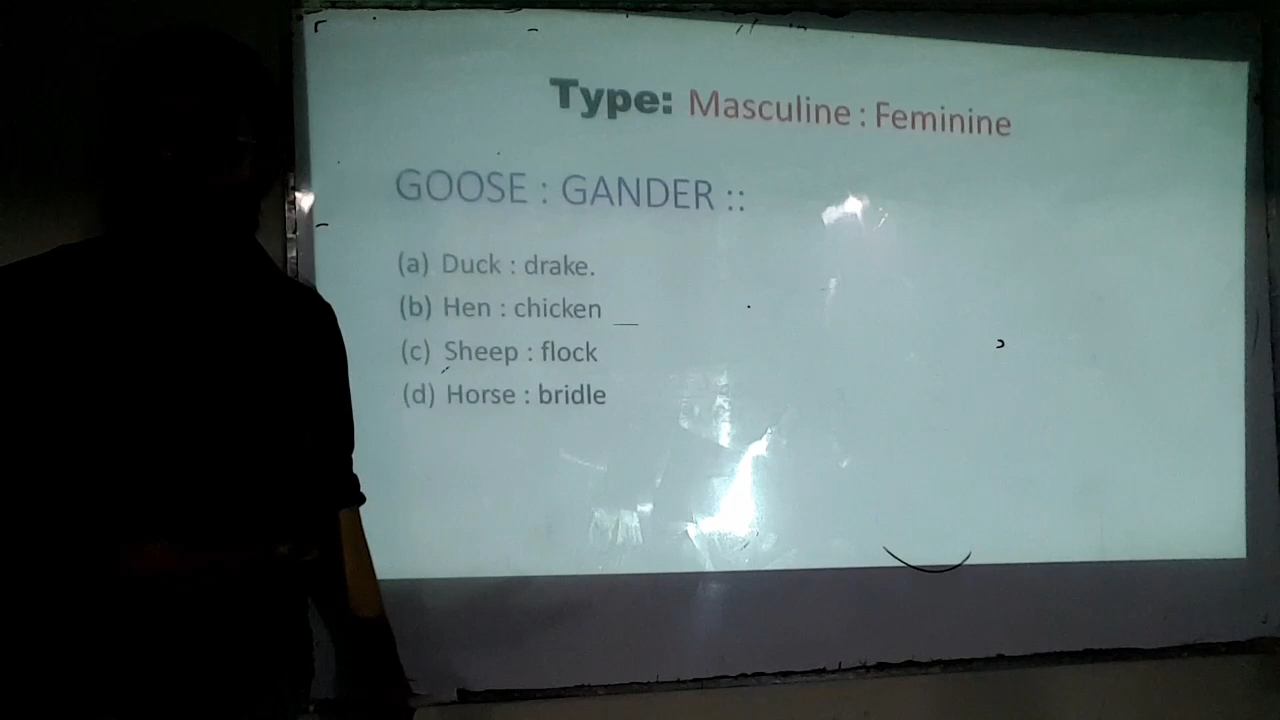 Type: Masculine : Feminine
GOOSE : GANDER ::
(a) Duck : drake.
(b) Hen : chicken
(c) Sheep : flock
(d) Horse : bridle